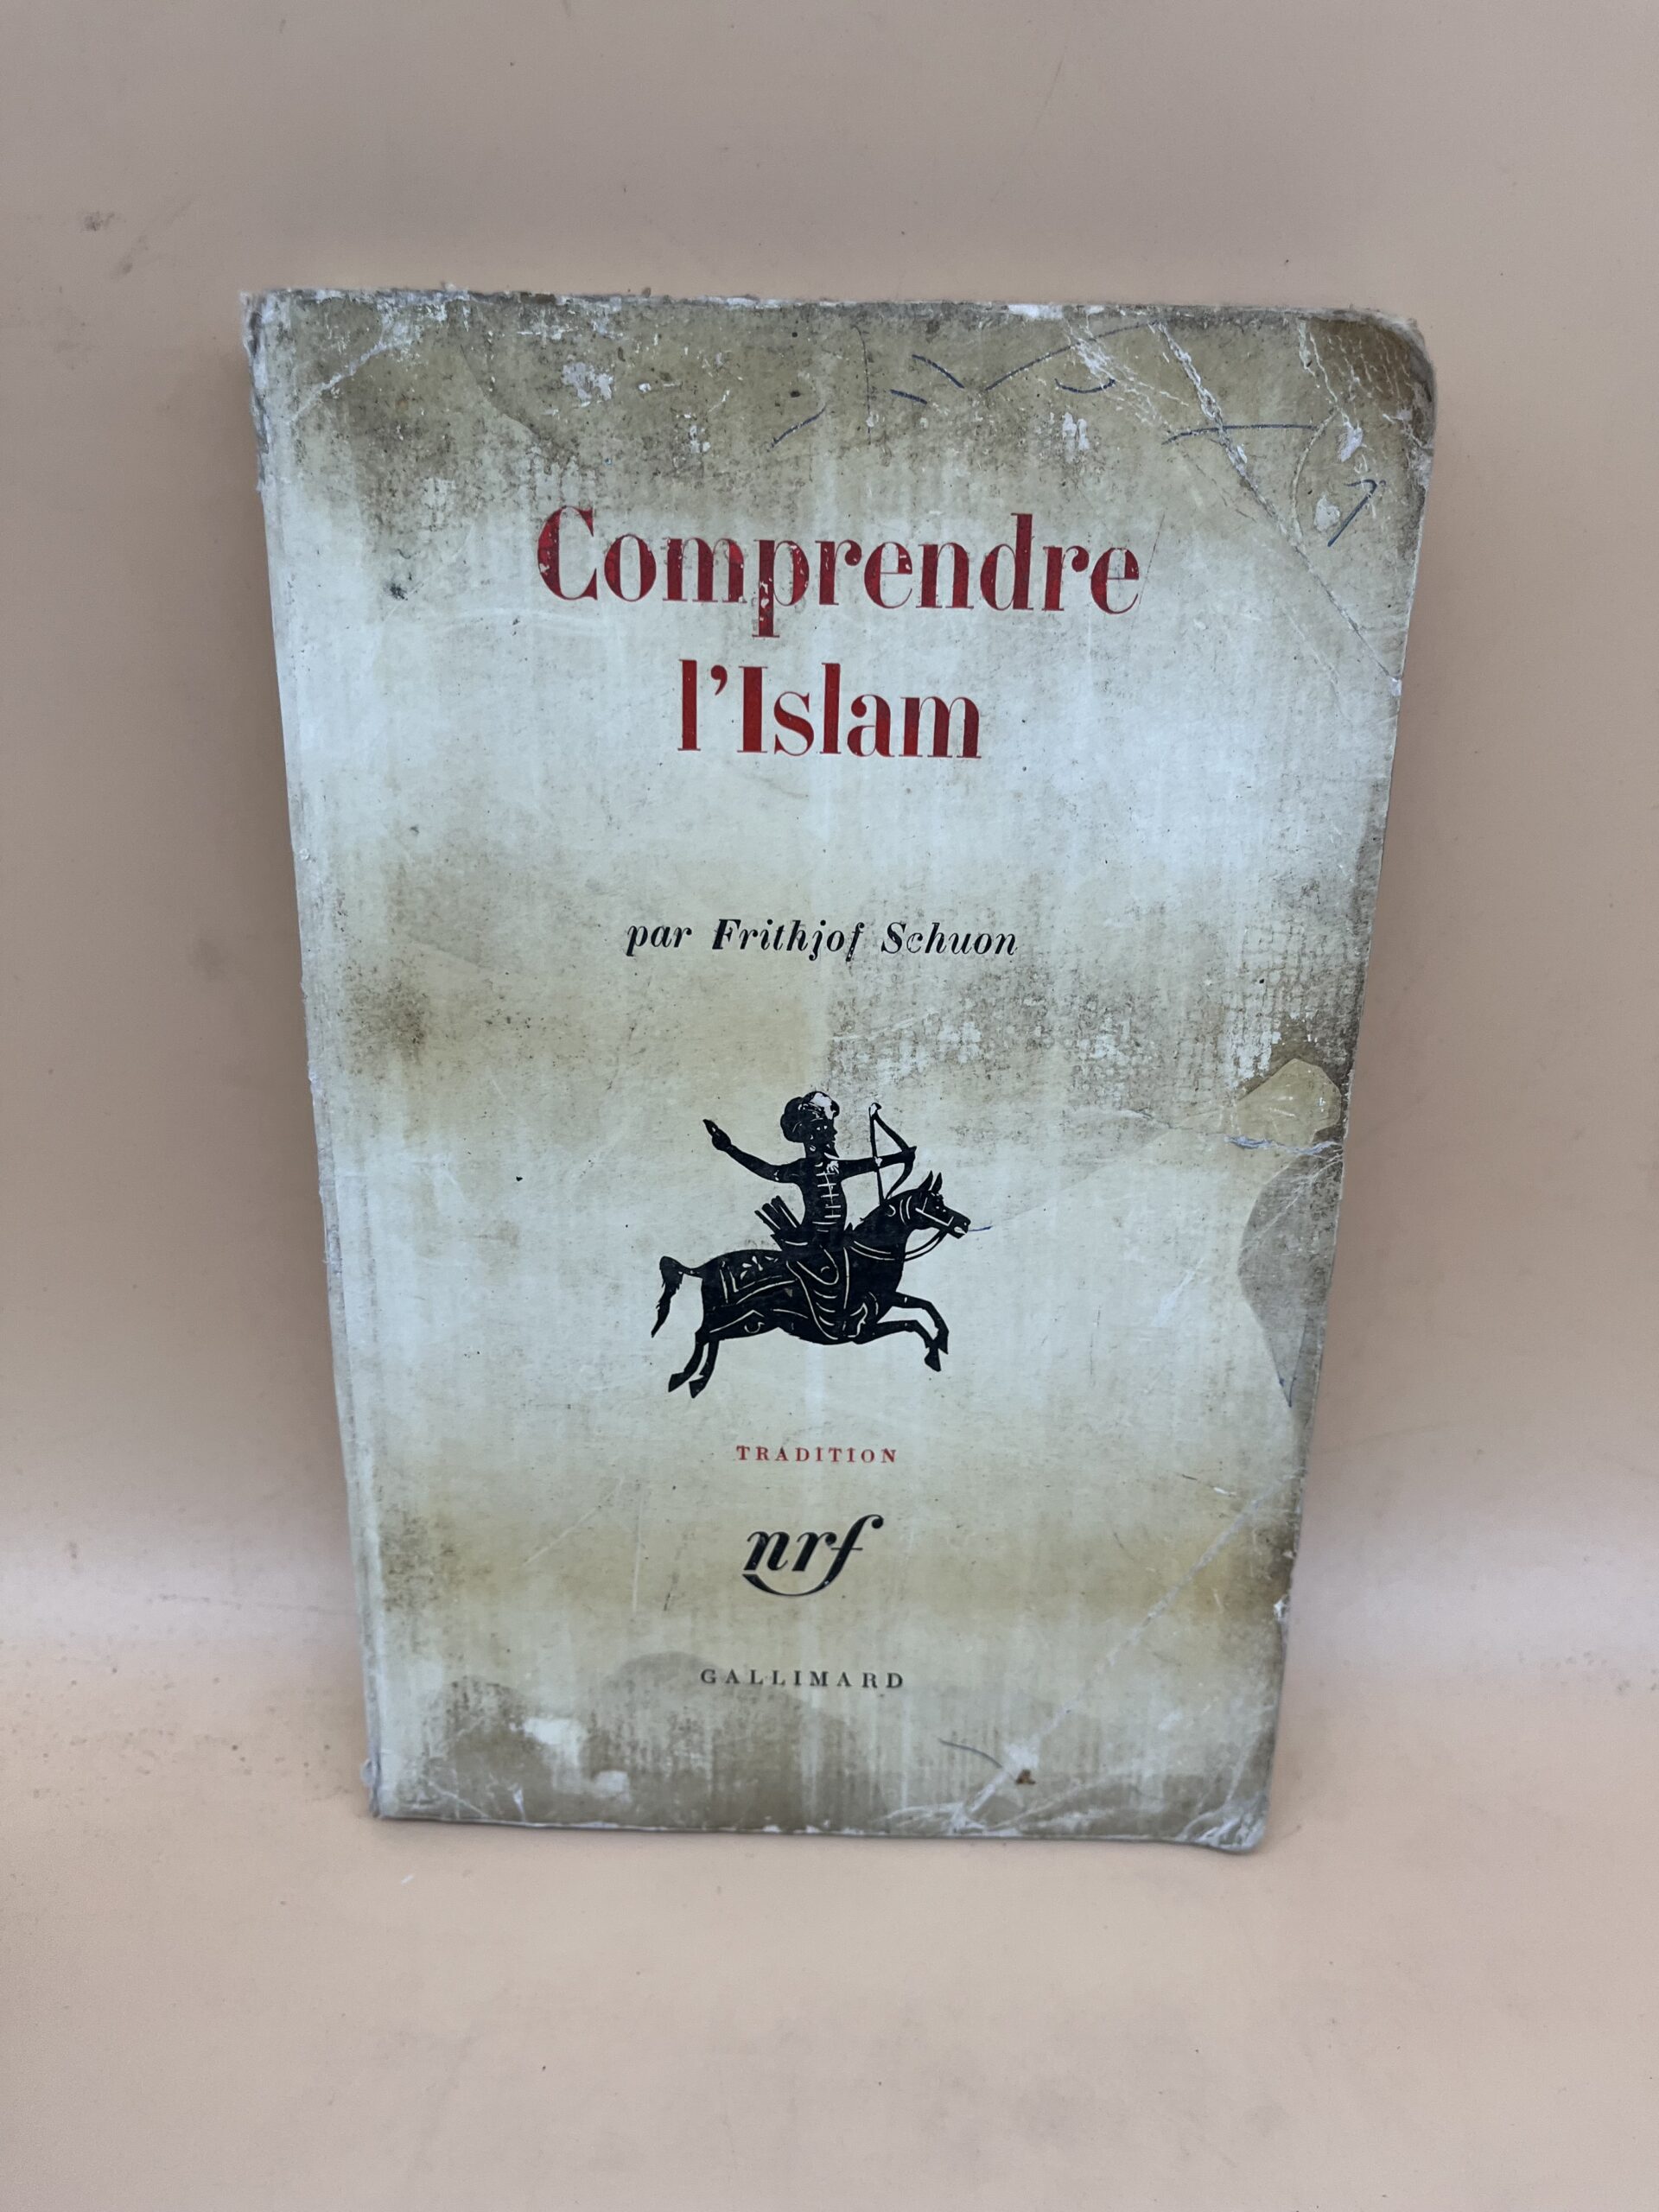 Comprendre
l'Islam
par Frithjof Schuon
TRADITION
nrf
GALLIMARD